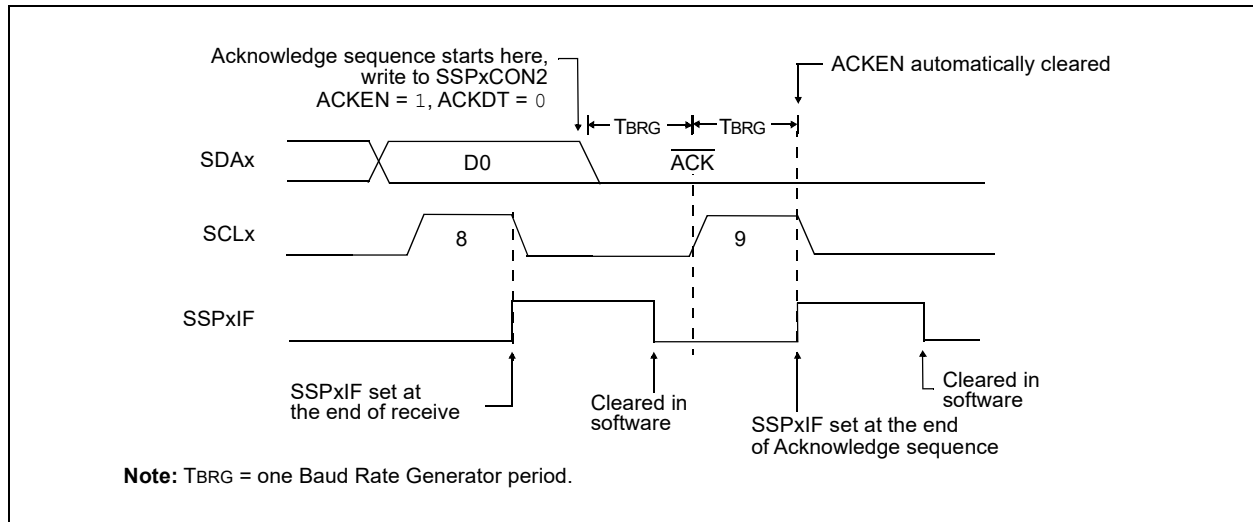 Acknowledge sequence starts here,
write to SSPxCON2
ACKEN = 1, ACKDT = 0
ACKEN automatically cleared
TBRG
TBRG
SDAx
D0
ACK
SCLx
8
9
SSPxIF
SSPxIF set at
the end of receive
Cleared in
software
SSPxIF set at the end
of Acknowledge sequence
Cleared in
software
Note: TBRG = one Baud Rate Generator period.